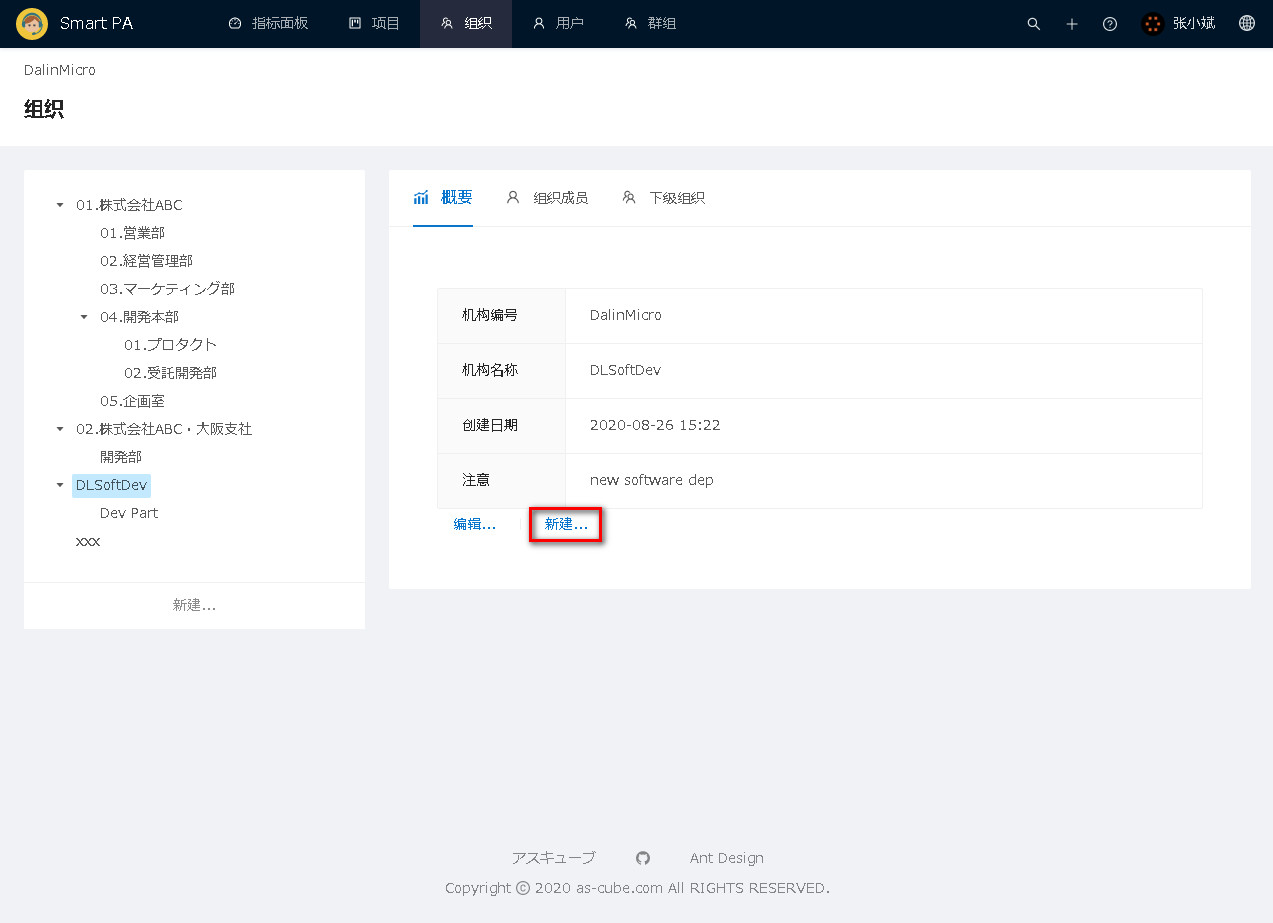 Smart PA 指标面板 项目 组织 用户 群组 张小斌
DalinMicro
组织
01.株式会社ABC
01.営業部
02.経営管理部
03.マーケティング部
04.開発本部
01.プロタクト
02.受託開発部
05.企画室
02.株式会社ABC・大阪支社
開発部
DLSoftDev
Dev Part
xxx
新建...
概要 组织成员 下级组织
机构编号 DalinMicro
机构名称 DLSoftDev
创建日期 2020-08-26 15:22
注意 new software dep
编辑... 新建...
アスキューブ Ant Design
Copyright © 2020 as-cube.com All RIGHTS RESERVED.